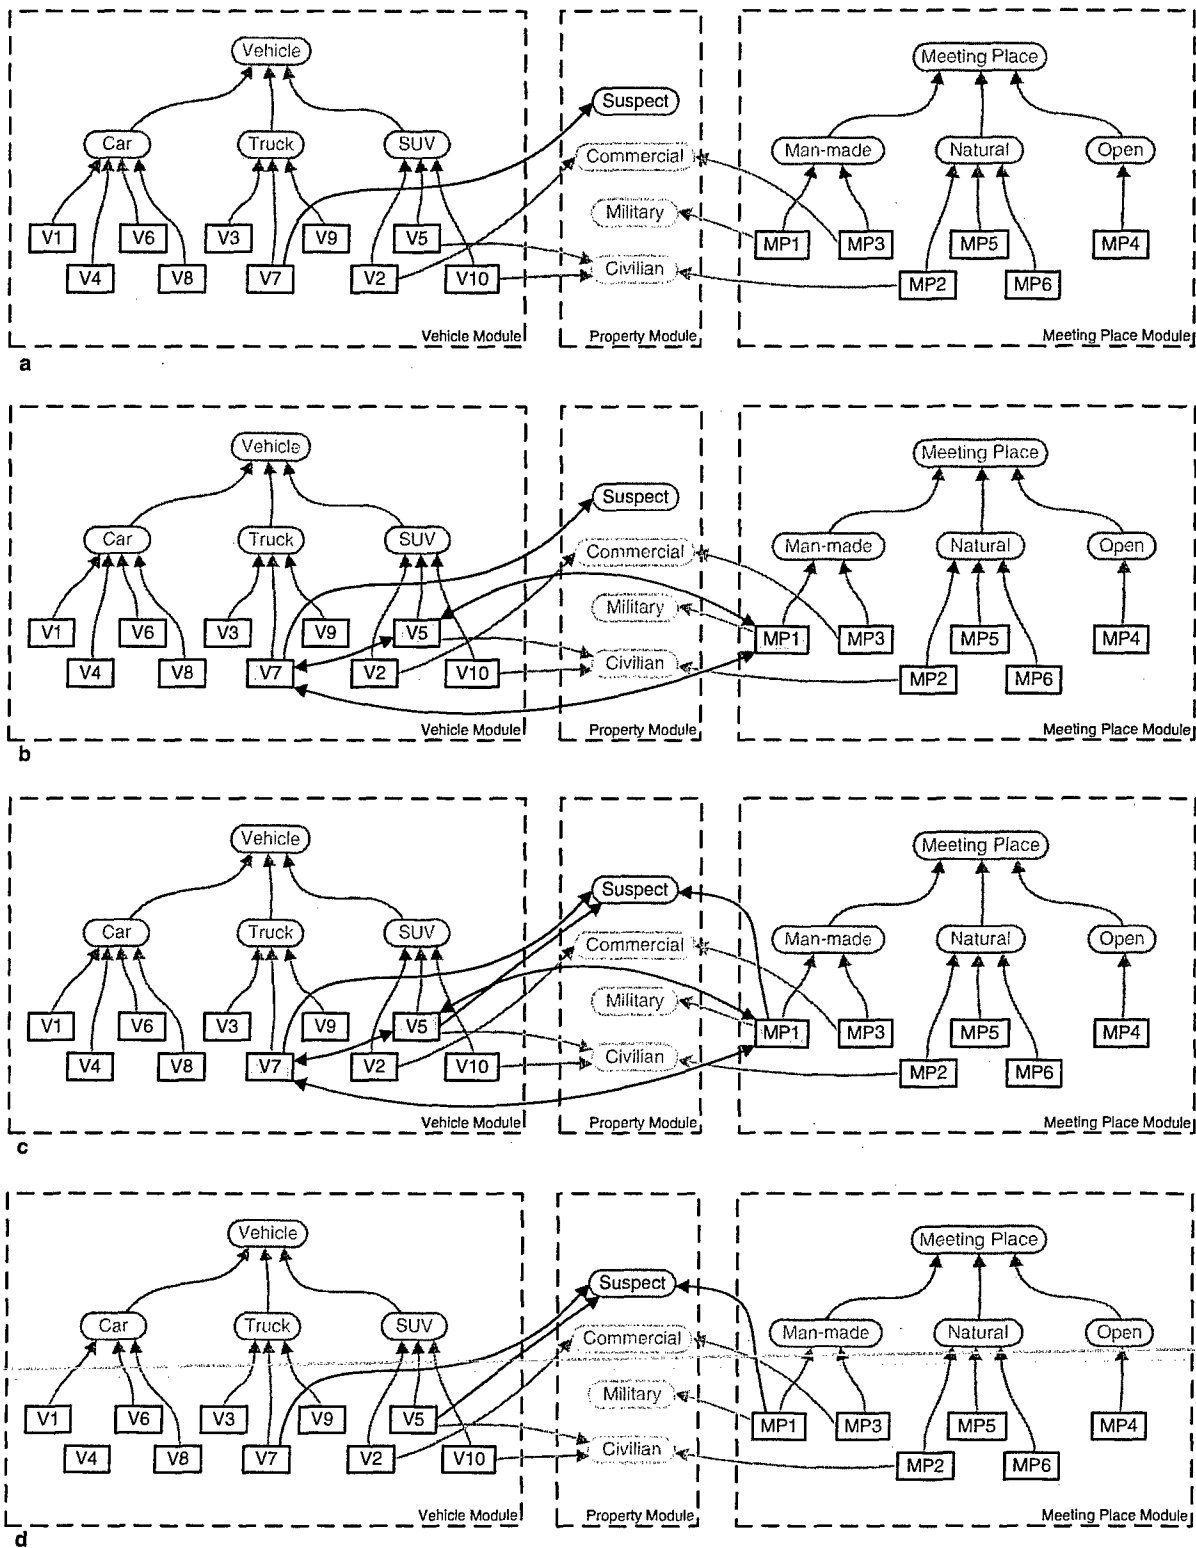 Vehicle
Meeting Place
Suspect
Car
Truck
SUV
Commercial
Man-made
Natural
Open
Military
V1
V6
V3
V9
V5
MP1
MP3
MP5
MP4
Civilian
V4
V8
V7
V2
V10
MP2
MP6
Vehicle Module
Property Module
Meeting Place Module
a
Vehicle
Meeting Place
Suspect
Car
Truck
SUV
Commercial
Man-made
Natural
Open
Military
V1
V6
V3
V9
V5
MP1
MP3
MP5
MP4
Civilian
V4
V8
V7
V2
V10
MP2
MP6
Vehicle Module
Property Module
Meeting Place Module
b
Vehicle
Meeting Place
Suspect
Car
Truck
SUV
Commercial
Man-made
Natural
Open
Military
V1
V6
V3
V9
V5
MP1
MP3
MP5
MP4
Civilian
V4
V8
V7
V2
V10
MP2
MP6
Vehicle Module
Property Module
Meeting Place Module
c
Vehicle
Meeting Place
Suspect
Car
Truck
SUV
Commercial
Man-made
Natural
Open
Military
V1
V6
V3
V9
V5
MP1
MP3
MP5
MP4
Civilian
V4
V8
V7
V2
V10
MP2
MP6
Vehicle Module
Property Module
Meeting Place Module
d